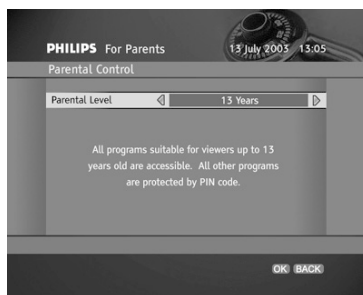 PHILIPS For Parents
13 July 2003 13:05
Parental Control
Parental Level 13 Years
All programs suitable for viewers up to 13
years old are accessible. All other programs
are protected by PIN code.
OK BACK